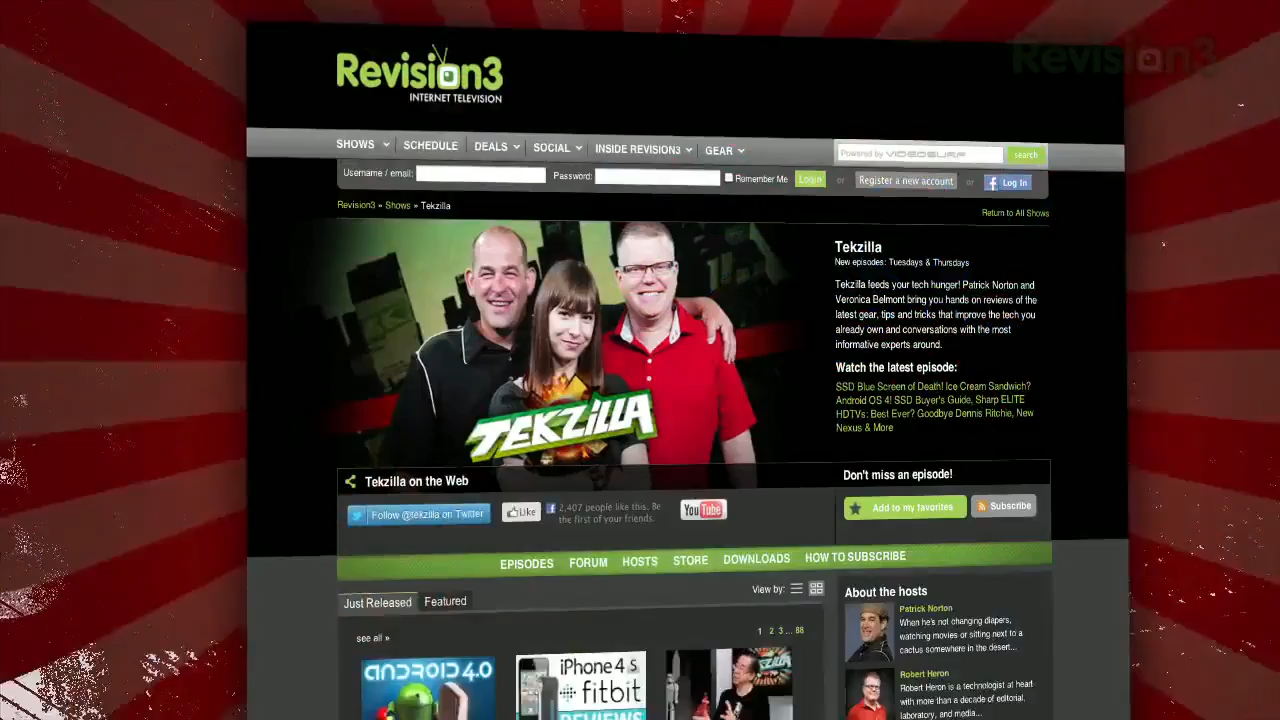 Revision3
INTERNET TELEVISION
Revision3
SHOWS SCHEDULE DEALS SOCIAL INSIDE REVISION3 GEAR
Powered by VIDEOSURF search
Username / email: Password: Remember Me Login or Register a new account or f Log In
Revision3 » Shows » Tekzilla
Return to All Shows
Tekzilla
New episodes: Tuesdays & Thursdays
Tekzilla feeds your tech hunger! Patrick Norton and
Veronica Belmont bring you hands on reviews of the
latest gear, tips and tricks that improve the tech you
already own and conversations with the most
informative experts around.
Watch the latest episode:
SSD Blue Screen of Death! Ice Cream Sandwich?
Android OS 4! SSD Buyer's Guide, Sharp ELITE
HDTVs: Best Ever? Goodbye Dennis Ritchie, New
Nexus & More
TEKZILLA
Tekzilla on the Web
Follow @tekzilla on Twitter
Like
f 2,407 people like this. Be
the first of your friends.
YouTube
Don't miss an episode!
Add to my favorites
Subscribe
EPISODES FORUM HOSTS STORE DOWNLOADS HOW TO SUBSCRIBE
View by:
Just Released Featured
see all »
1 2 3 ... 88
ANDROID 4.0
iPhone 4S
fitbit
REVIEWS
TEKZILLA
About the hosts
Patrick Norton
When he's not changing diapers,
watching movies or sitting next to a
cactus somewhere in the desert...
Robert Heron
Robert Heron is a technologist at heart
with more than a decade of editorial,
laboratory, and media...